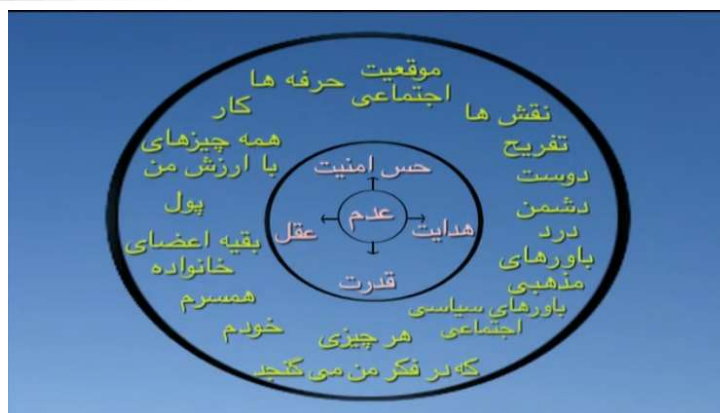 موقعیت
اجتماعی
حرفه ها
کار
همه چیزهای
با ارزش من
پول
بقیه اعضای
خانواده
همسرم
خودم
هر چیزی
که در فکر من می گنجد
نقش ها
تفریح
دوست
دشمن
درد
باورهای
مذهبی
باورهای سیاسی
اجتماعی
حس امنیت
عقل
عدم
هدایت
قدرت